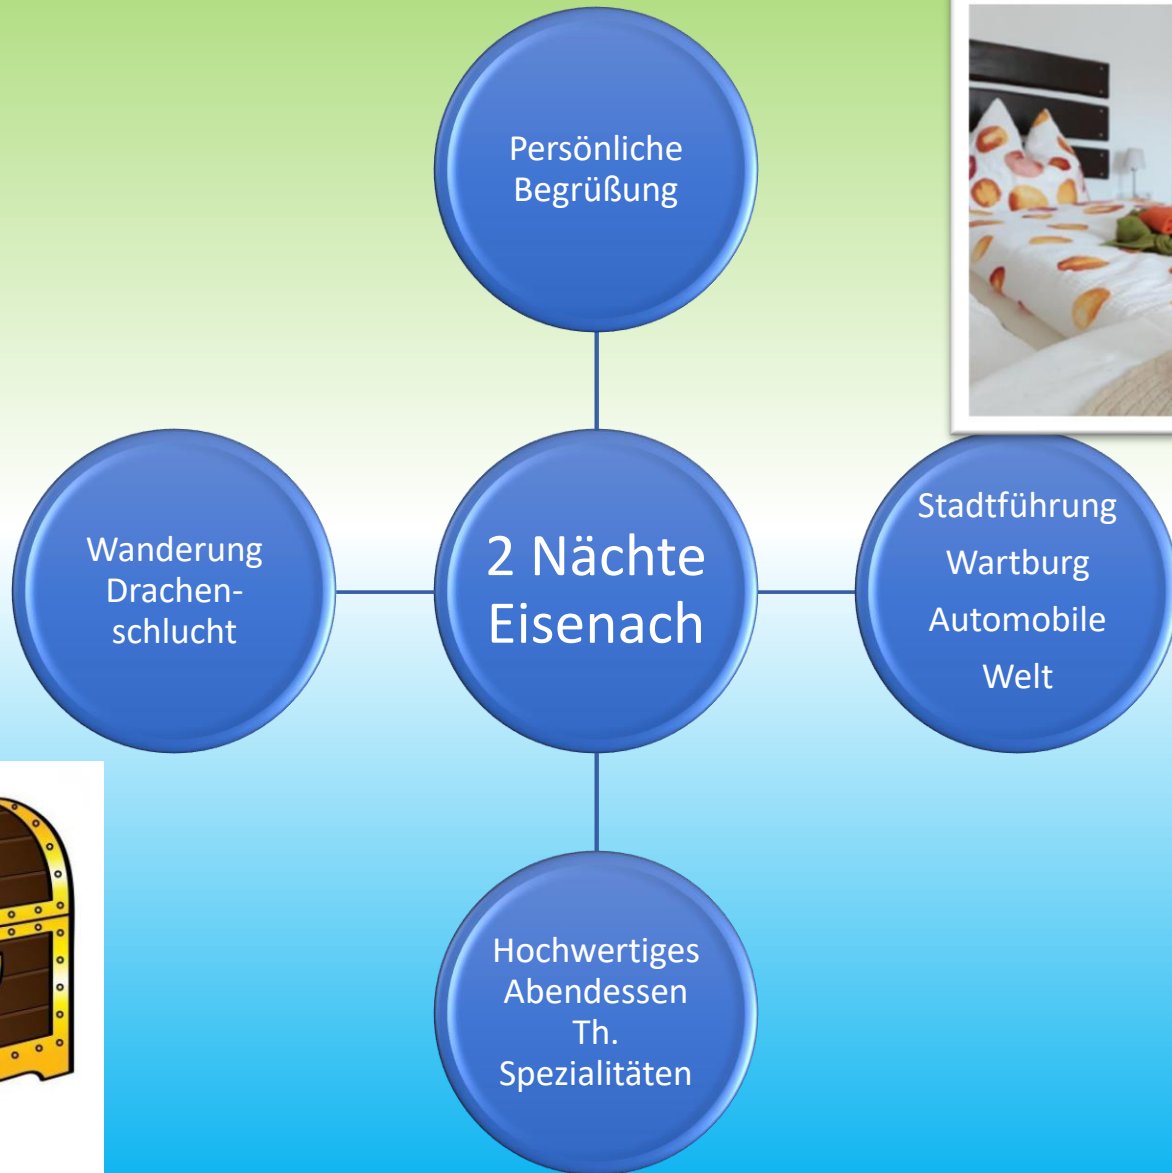 Persönliche
Begrüßung
Wanderung
Drachen-
schlucht
2 Nächte
Eisenach
Stadtführung
Wartburg
Automobile
Welt
Hochwertiges
Abendessen
Th.
Spezialitäten